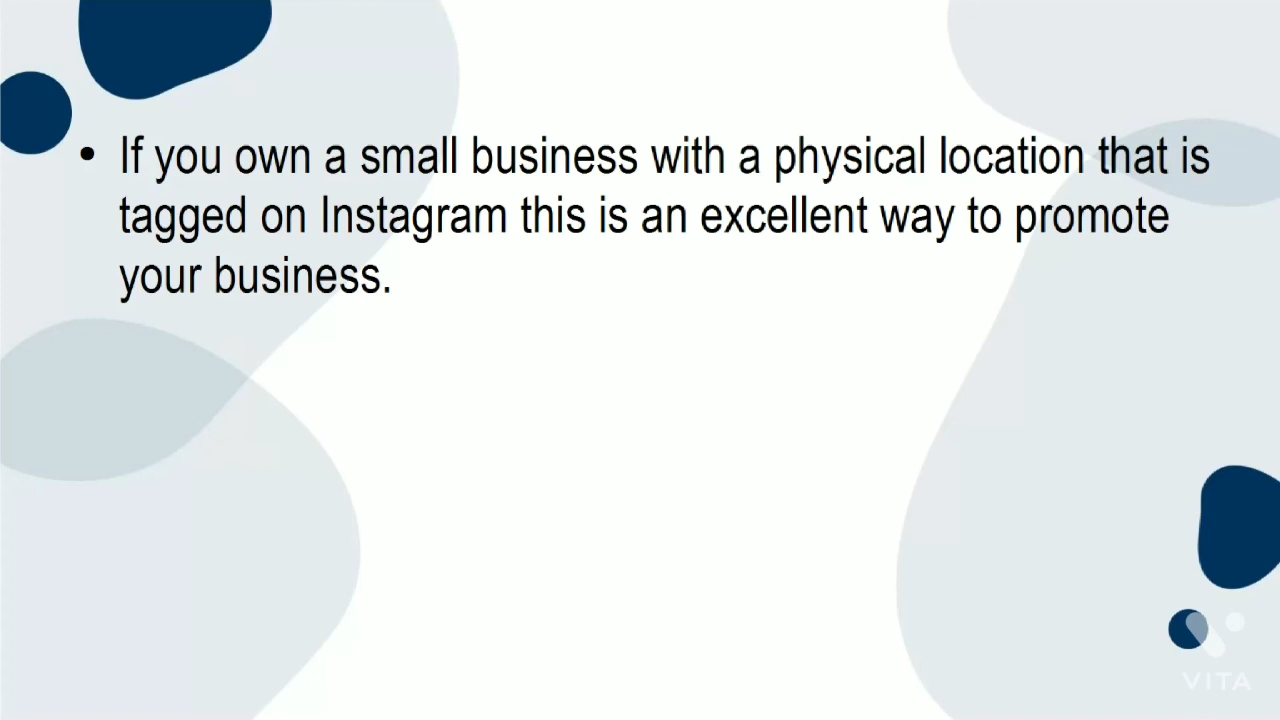 • If you own a small business with a physical location that is
tagged on Instagram this is an excellent way to promote
your business.
VITA